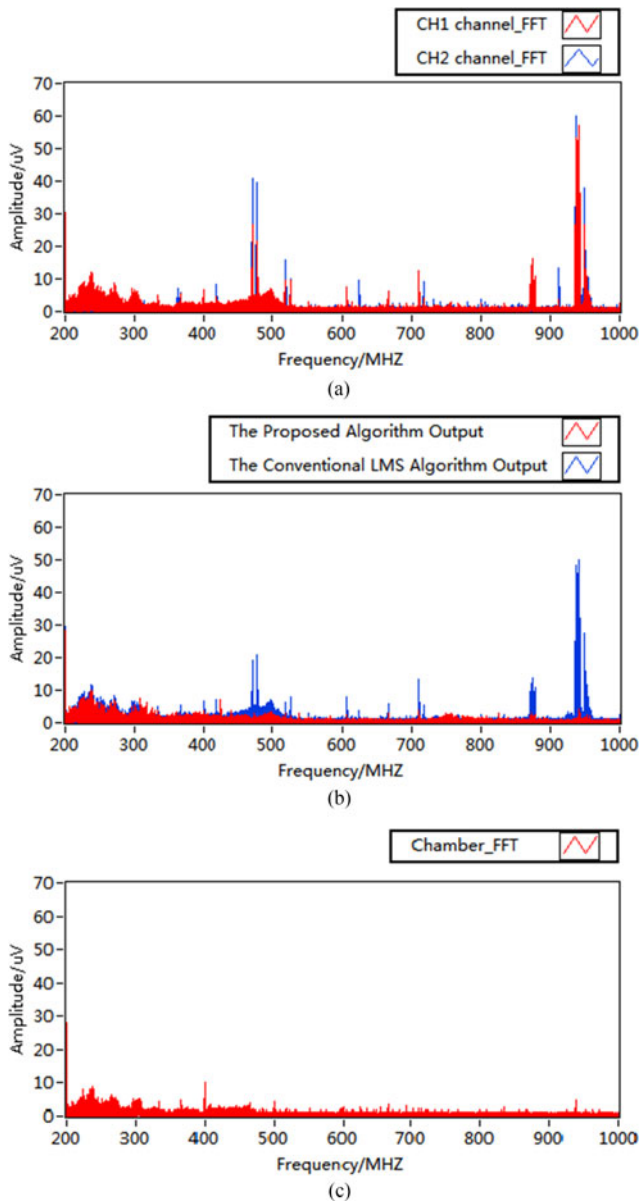 CH1 channel_FFT
CH2 channel_FFT
70
60
50
40
30
20
10
0
Amplitude/uV
200 300 400 500 600 700 800 900 1000
Frequency/MHZ
(a)
The Proposed Algorithm Output
The Conventional LMS Algorithm Output
70
60
50
40
30
20
10
0
Amplitude/uV
200 300 400 500 600 700 800 900 1000
Frequency/MHZ
(b)
Chamber_FFT
70
60
50
40
30
20
10
0
Amplitude/uV
200 300 400 500 600 700 800 900 1000
Frequency/MHZ
(c)